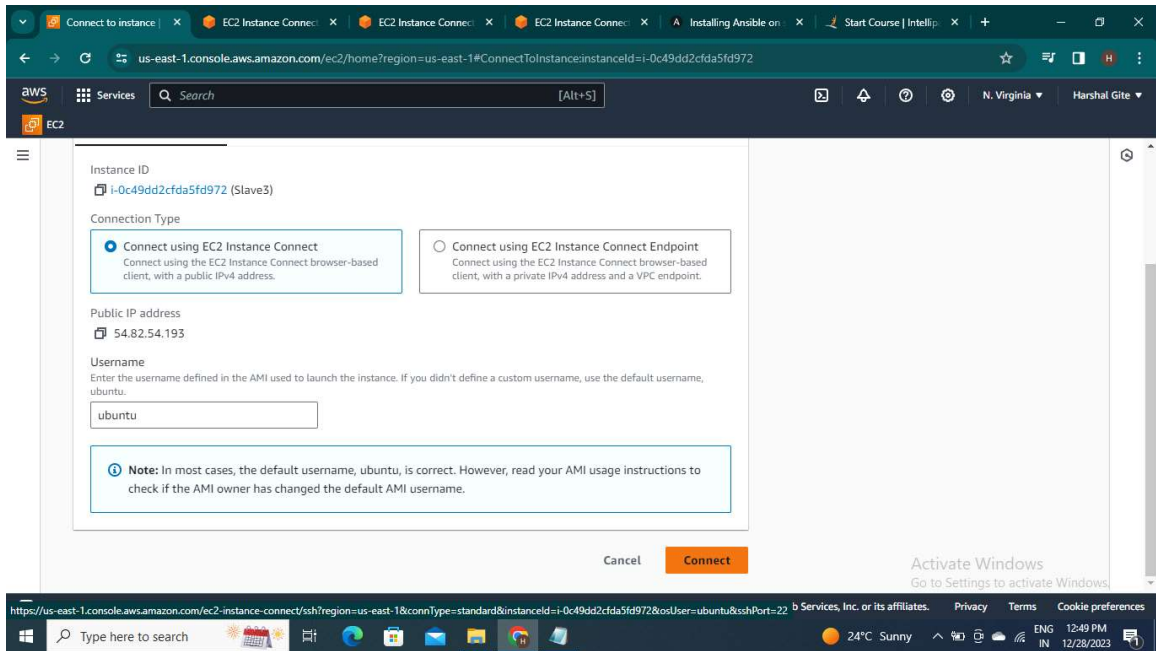 Connect to instance |
EC2 Instance Connec
EC2 Instance Connec
EC2 Instance Connec
Installing Ansible on
Start Course | Intellip
us-east-1.console.aws.amazon.com/ec2/home?region=us-east-1#ConnectToInstance:instanceId=i-0c49dd2cfda5fd972
H
aws
Services
Search
[Alt+S]
N. Virginia
Harshal Gite
EC2
Instance ID
i-0c49dd2cfda5fd972 (Slave3)
Connection Type
Connect using EC2 Instance Connect
Connect using the EC2 Instance Connect browser-based
client, with a public IPv4 address.
Connect using EC2 Instance Connect Endpoint
Connect using the EC2 Instance Connect browser-based
client, with a private IPv4 address and a VPC endpoint.
Public IP address
54.82.54.193
Username
Enter the username defined in the AMI used to launch the instance. If you didn't define a custom username, use the default username,
ubuntu.
ubuntu
Note: In most cases, the default username, ubuntu, is correct. However, read your AMI usage instructions to
check if the AMI owner has changed the default AMI username.
Cancel
Connect
Activate Windows
Go to Settings to activate Windows.
https://us-east-1.console.aws.amazon.com/ec2-instance-connect/ssh?region=us-east-1&connType=standard&instanceId=i-0c49dd2cfda5fd972&osUser=ubuntu&sshPort=22
b Services, Inc. or its affiliates.
Privacy
Terms
Cookie preferences
Type here to search
24°C Sunny
ENG
IN
12:49 PM
12/28/2023
1